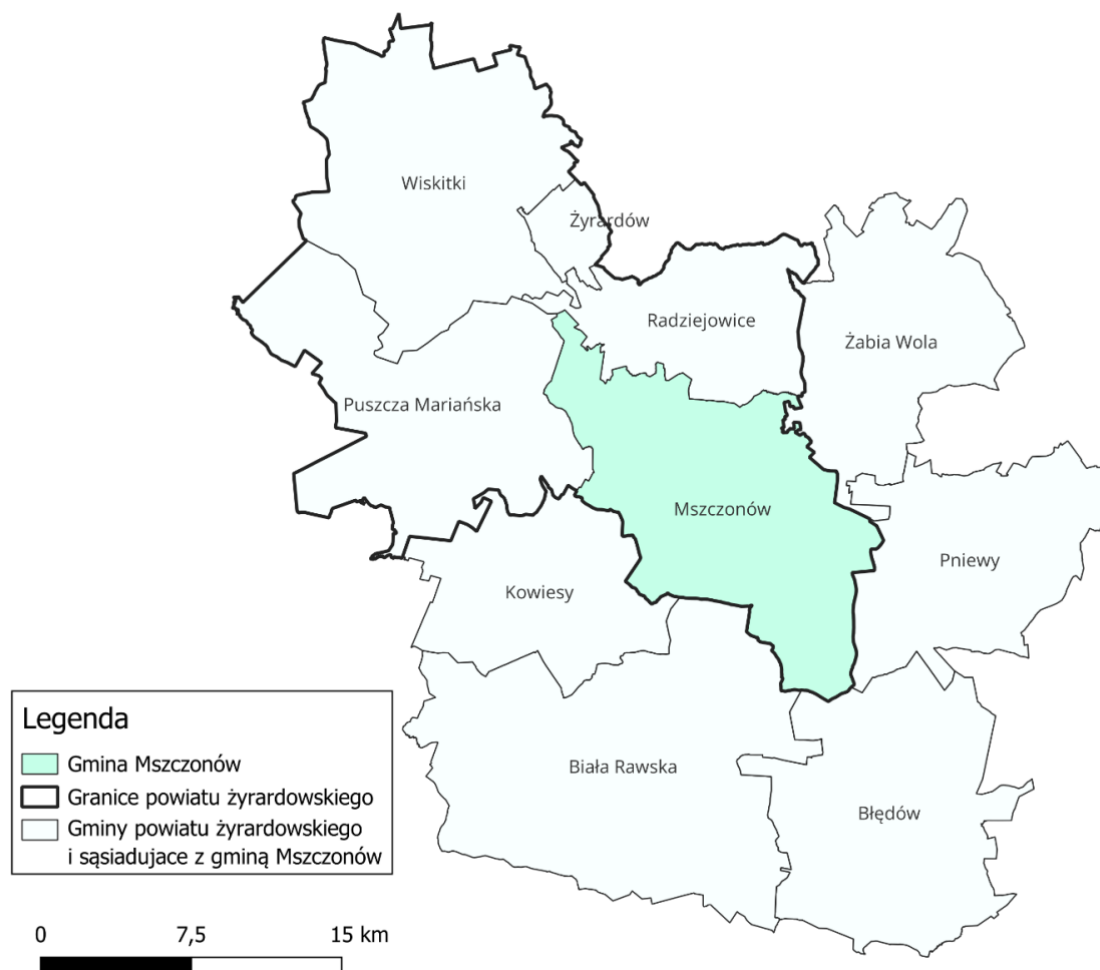 Wiskitki
Żyrardów
Radziejowice
Żabia Wola
Puszcza Mariańska
Mszczonów
Pniewy
Kowiesy
Biała Rawska
Błędów
Legenda
Gmina Mszczonów
Granice powiatu żyrardowskiego
Gminy powiatu żyrardowskiego
i sąsiadujace z gminą Mszczonów
0 7,5 15 km